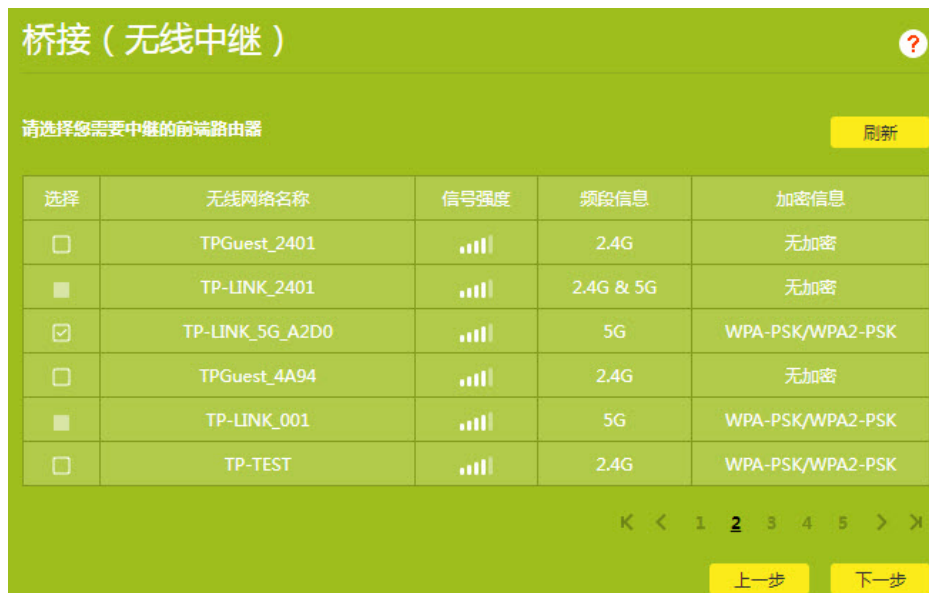 桥接（无线中继）
?
请选择您需要中继的前端路由器
刷新
选择 无线网络名称 信号强度 频段信息 加密信息
TPGuest_2401 2.4G 无加密
TP-LINK_2401 2.4G & 5G 无加密
TP-LINK_5G_A2D0 5G WPA-PSK/WPA2-PSK
TPGuest_4A94 2.4G 无加密
TP-LINK_001 5G WPA-PSK/WPA2-PSK
TP-TEST 2.4G WPA-PSK/WPA2-PSK
1 2 3 4 5
上一步 下一步